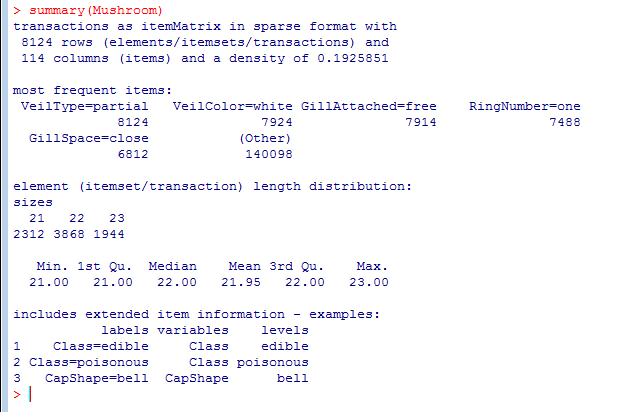 > summary(Mushroom)
transactions as itemMatrix in sparse format with
 8124 rows (elements/itemsets/transactions) and
 114 columns (items) and a density of 0.1925851

most frequent items:
 VeilType=partial   VeilColor=white GillAttached=free    RingNumber=one
             8124              7924              7914              7488
  GillSpace=close           (Other)
             6812            140098

element (itemset/transaction) length distribution:
sizes
  21   22   23
2312 3868 1944

   Min. 1st Qu.  Median    Mean 3rd Qu.    Max.
  21.00   21.00   22.00   21.95   22.00   23.00

includes extended item information - examples:
           labels variables    levels
1    Class=edible     Class    edible
2 Class=poisonous     Class poisonous
3   CapShape=bell  CapShape      bell
>